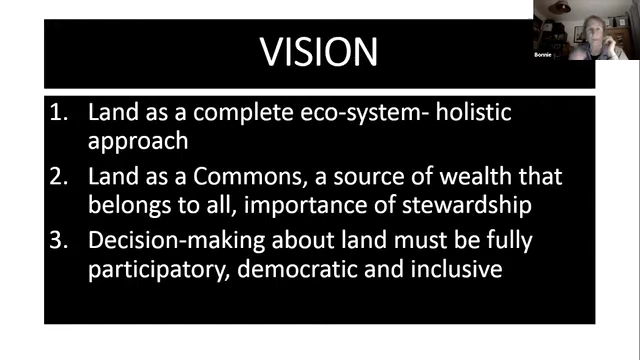 VISION
Bonnie
1. Land as a complete eco-system- holistic
approach
2. Land as a Commons, a source of wealth that
belongs to all, importance of stewardship
3. Decision-making about land must be fully
participatory, democratic and inclusive